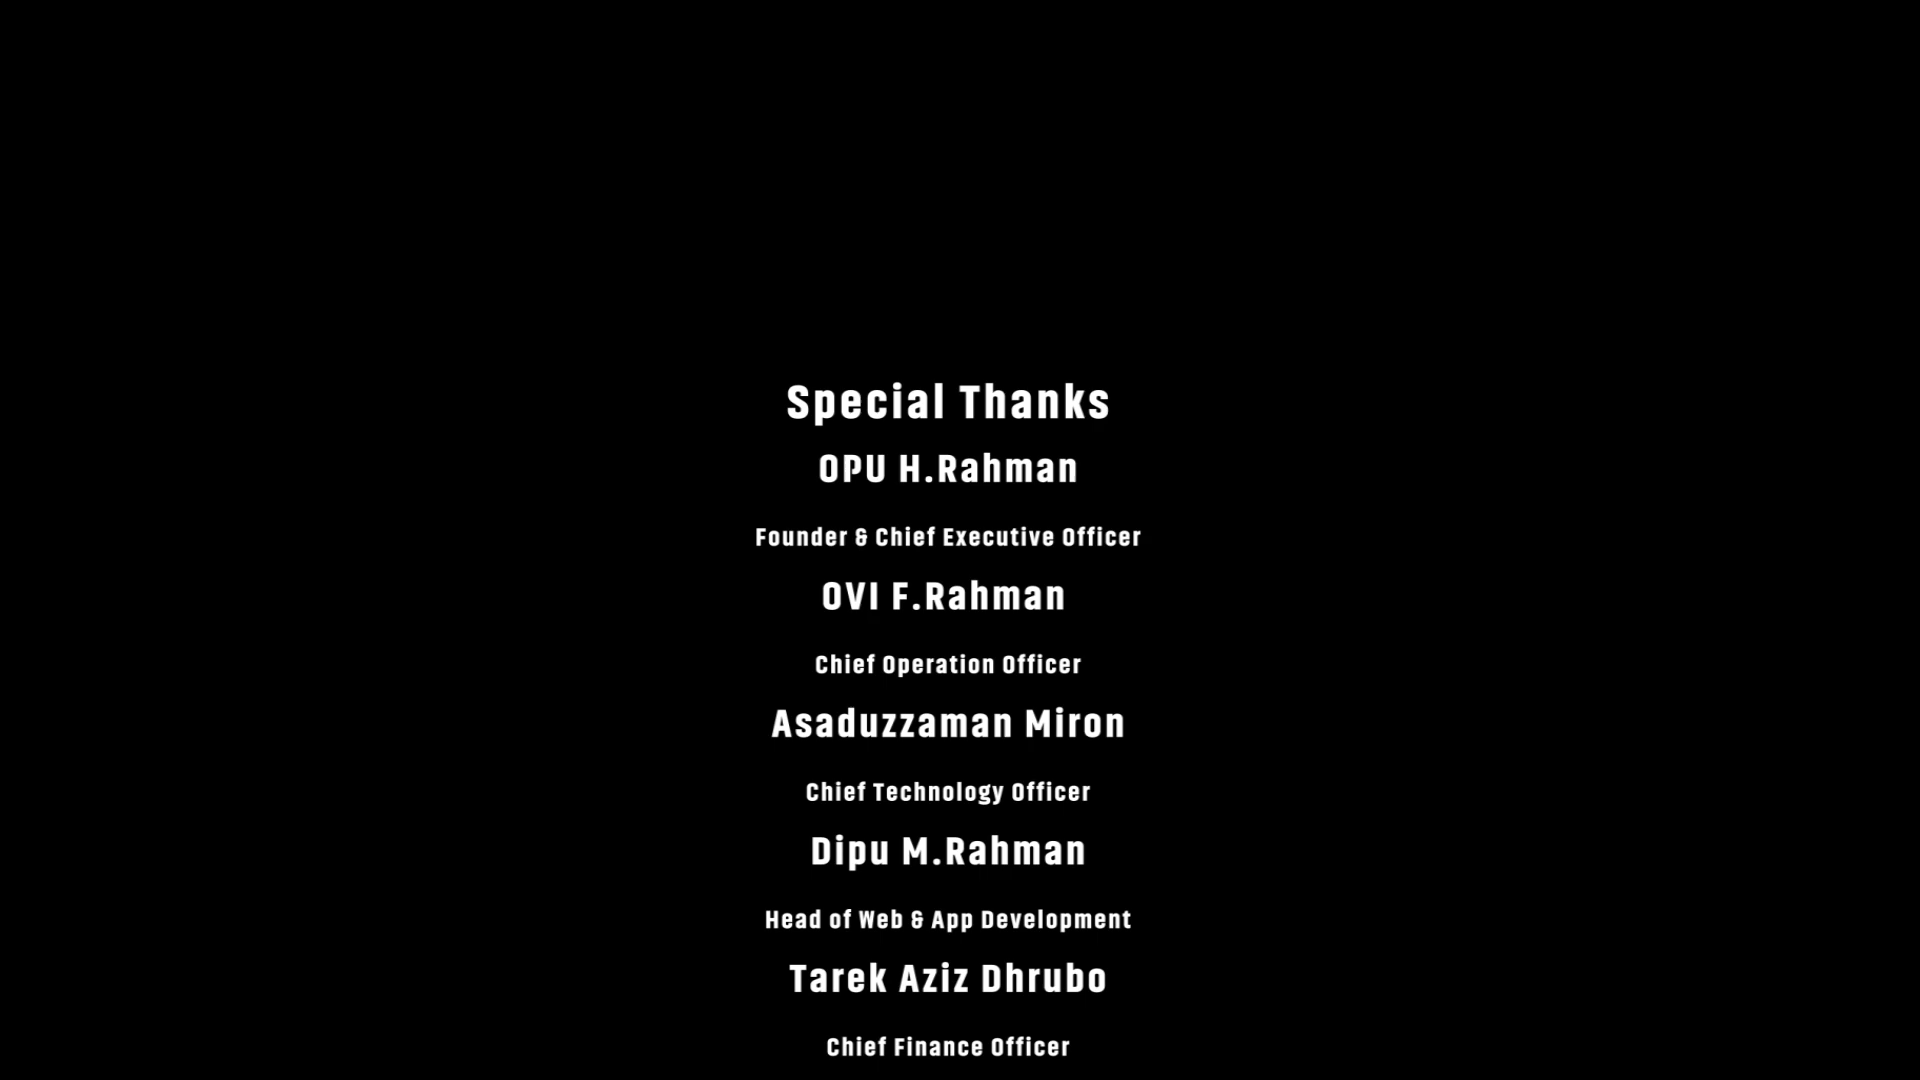 Special Thanks
OPU H.Rahman
Founder & Chief Executive Officer
OVI F.Rahman
Chief Operation Officer
Asaduzzaman Miron
Chief Technology Officer
Dipu M.Rahman
Head of Web & App Development
Tarek Aziz Dhrubo
Chief Finance Officer